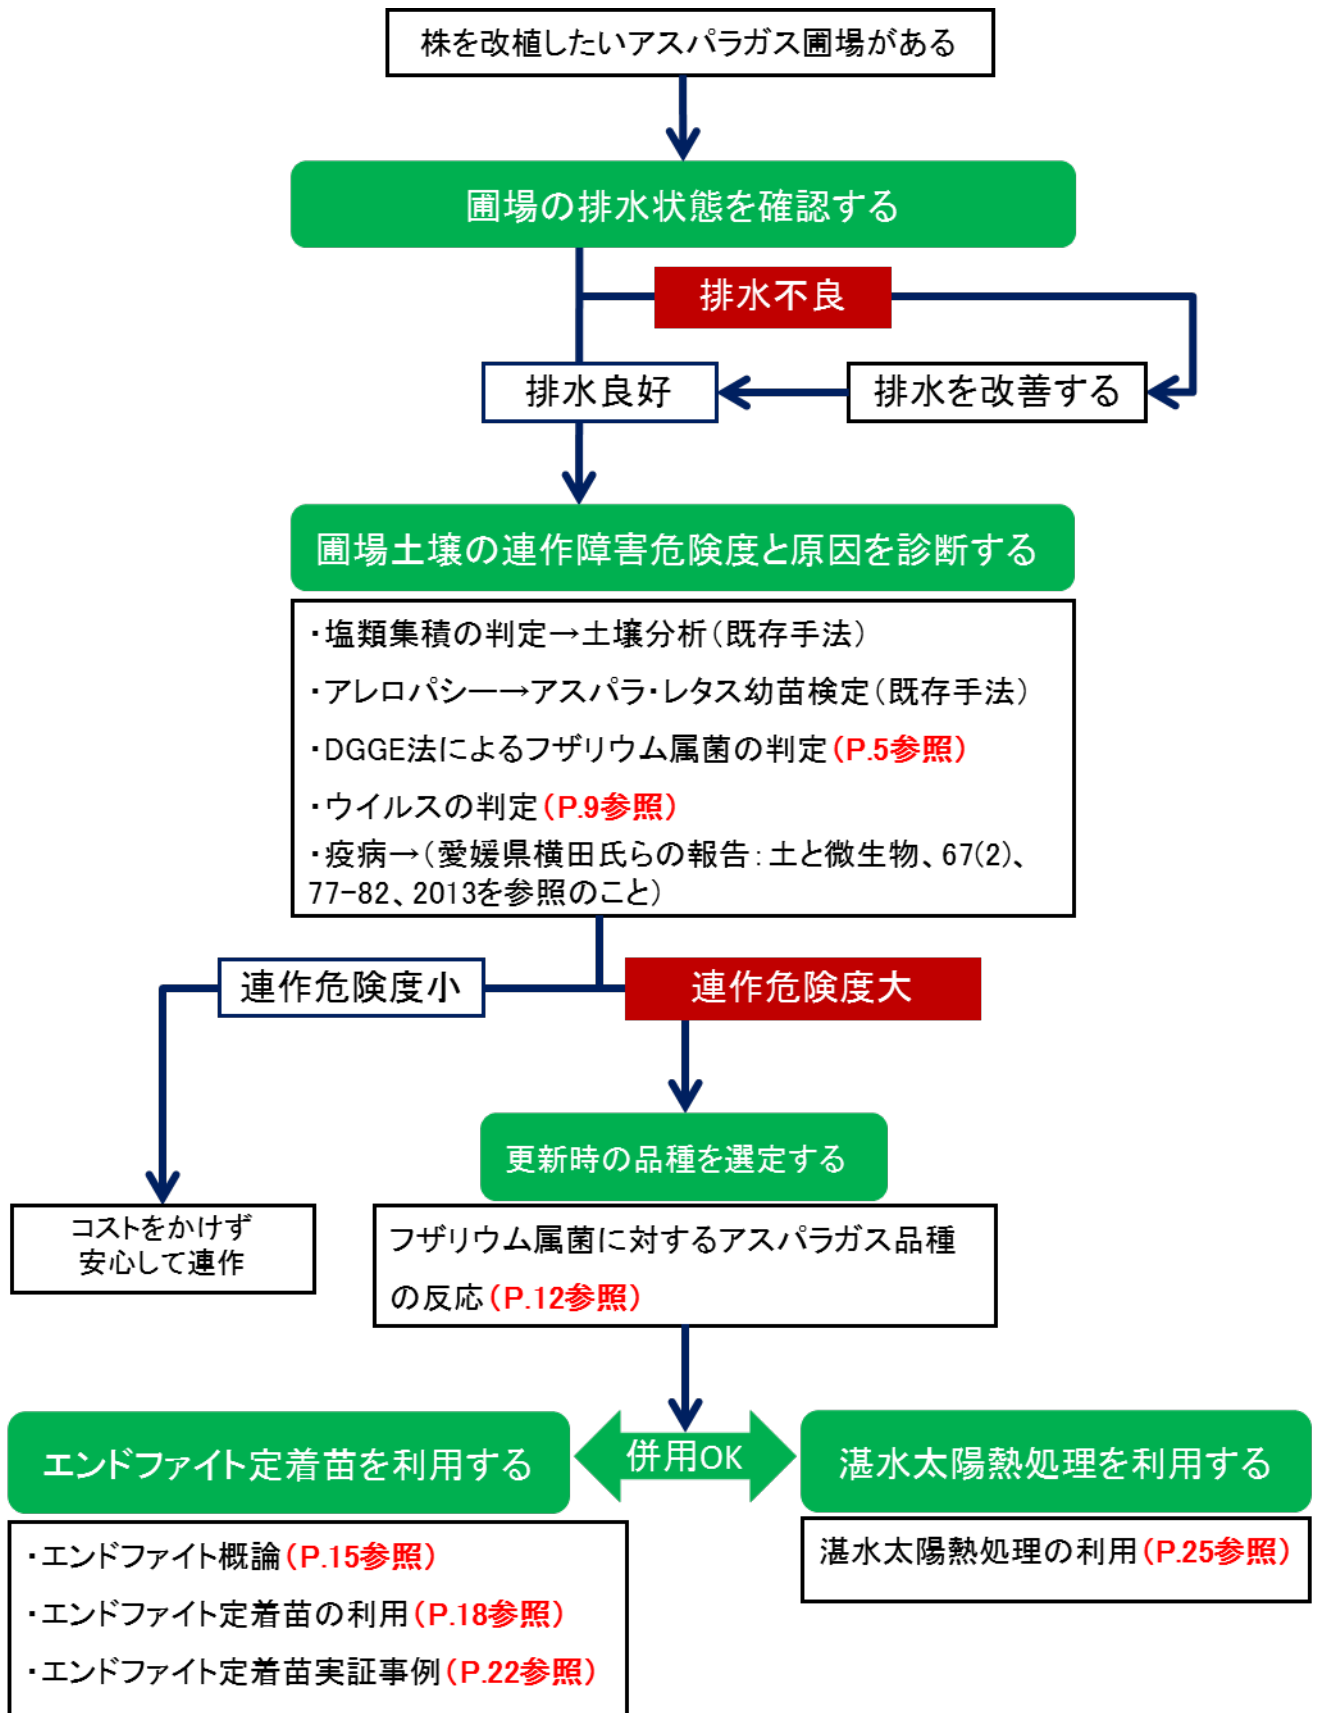 株を改植したいアスパラガス圃場がある
圃場の排水状態を確認する
排水不良
排水良好
排水を改善する
圃場土壌の連作障害危険度と原因を診断する
・塩類集積の判定→土壌分析（既存手法）
・アレロパシー→アスパラ・レタス幼苗検定（既存手法）
・DGGE法によるフザリウム属菌の判定（P.5参照）
・ウイルスの判定（P.9参照）
・疫病→（愛媛県横田氏らの報告：土と微生物、67(2)、
77-82、2013を参照のこと）
連作危険度小
連作危険度大
更新時の品種を選定する
コストをかけず
安心して連作
フザリウム属菌に対するアスパラガス品種
の反応（P.12参照）
エンドファイト定着苗を利用する
併用OK
湛水太陽熱処理を利用する
・エンドファイト概論（P.15参照）
・エンドファイト定着苗の利用（P.18参照）
・エンドファイト定着苗実証事例（P.22参照）
湛水太陽熱処理の利用（P.25参照）